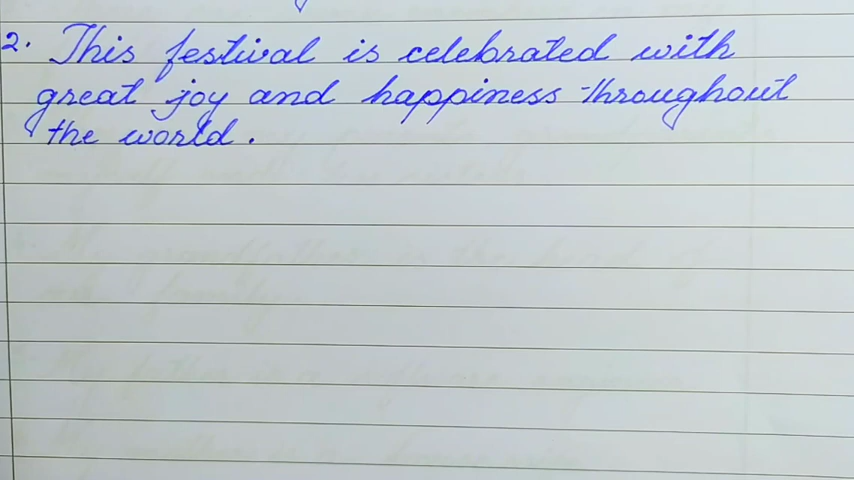 2. This festival is celebrated with
great joy and happiness throughout
the world.